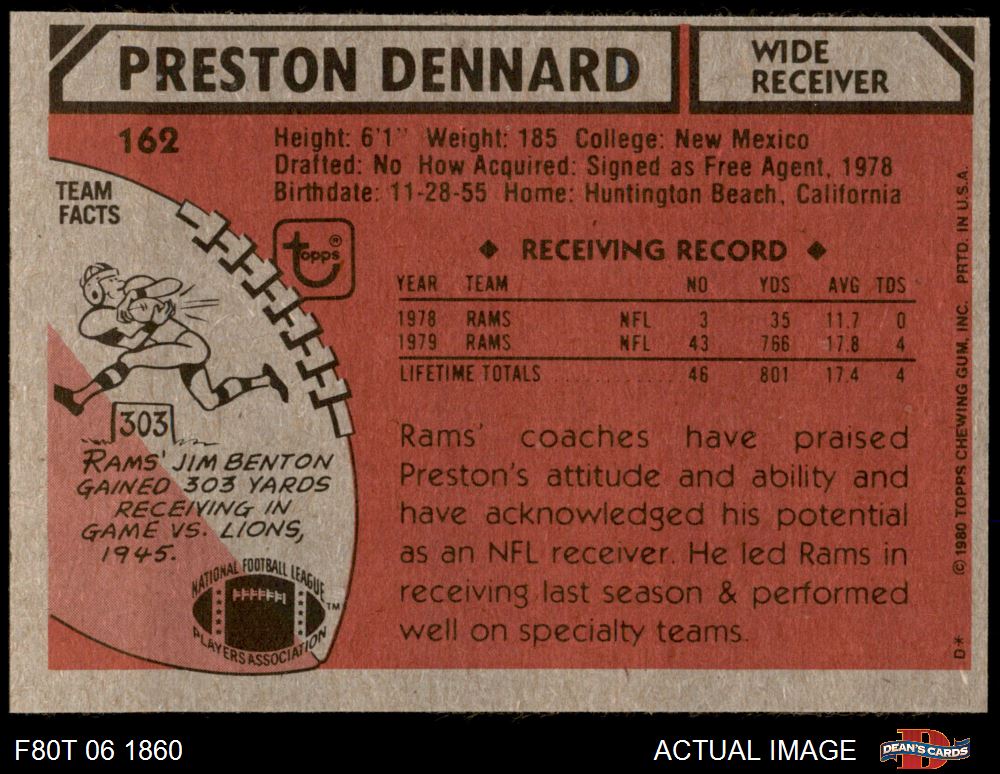 PRESTON DENNARD
WIDE
RECEIVER
162
Height: 6'1" Weight: 185 College: New Mexico
Drafted: No How Acquired: Signed as Free Agent, 1978
Birthdate: 11-28-55 Home: Huntington Beach, California
TEAM
FACTS
topps®
◆ RECEIVING RECORD ◆
YEAR TEAM NO YDS AVG TDS
1978 RAMS NFL 3 35 11.7 0
1979 RAMS NFL 43 766 17.8 4
LIFETIME TOTALS .............. 46 801 17.4 4
303
RAMS' JIM BENTON
GAINED 303 YARDS
RECEIVING IN
GAME VS. LIONS,
1945.
NATIONAL FOOTBALL LEAGUE
PLAYERS ASSOCIATION
TM
Rams' coaches have praised
Preston's attitude and ability and
have acknowledged his potential
as an NFL receiver. He led Rams in
receiving last season & performed
well on specialty teams.
D* © 1980 TOPPS CHEWING GUM, INC. PRTD. IN U.S.A.
F80T 06 1860
ACTUAL IMAGE
DEAN'S CARDS